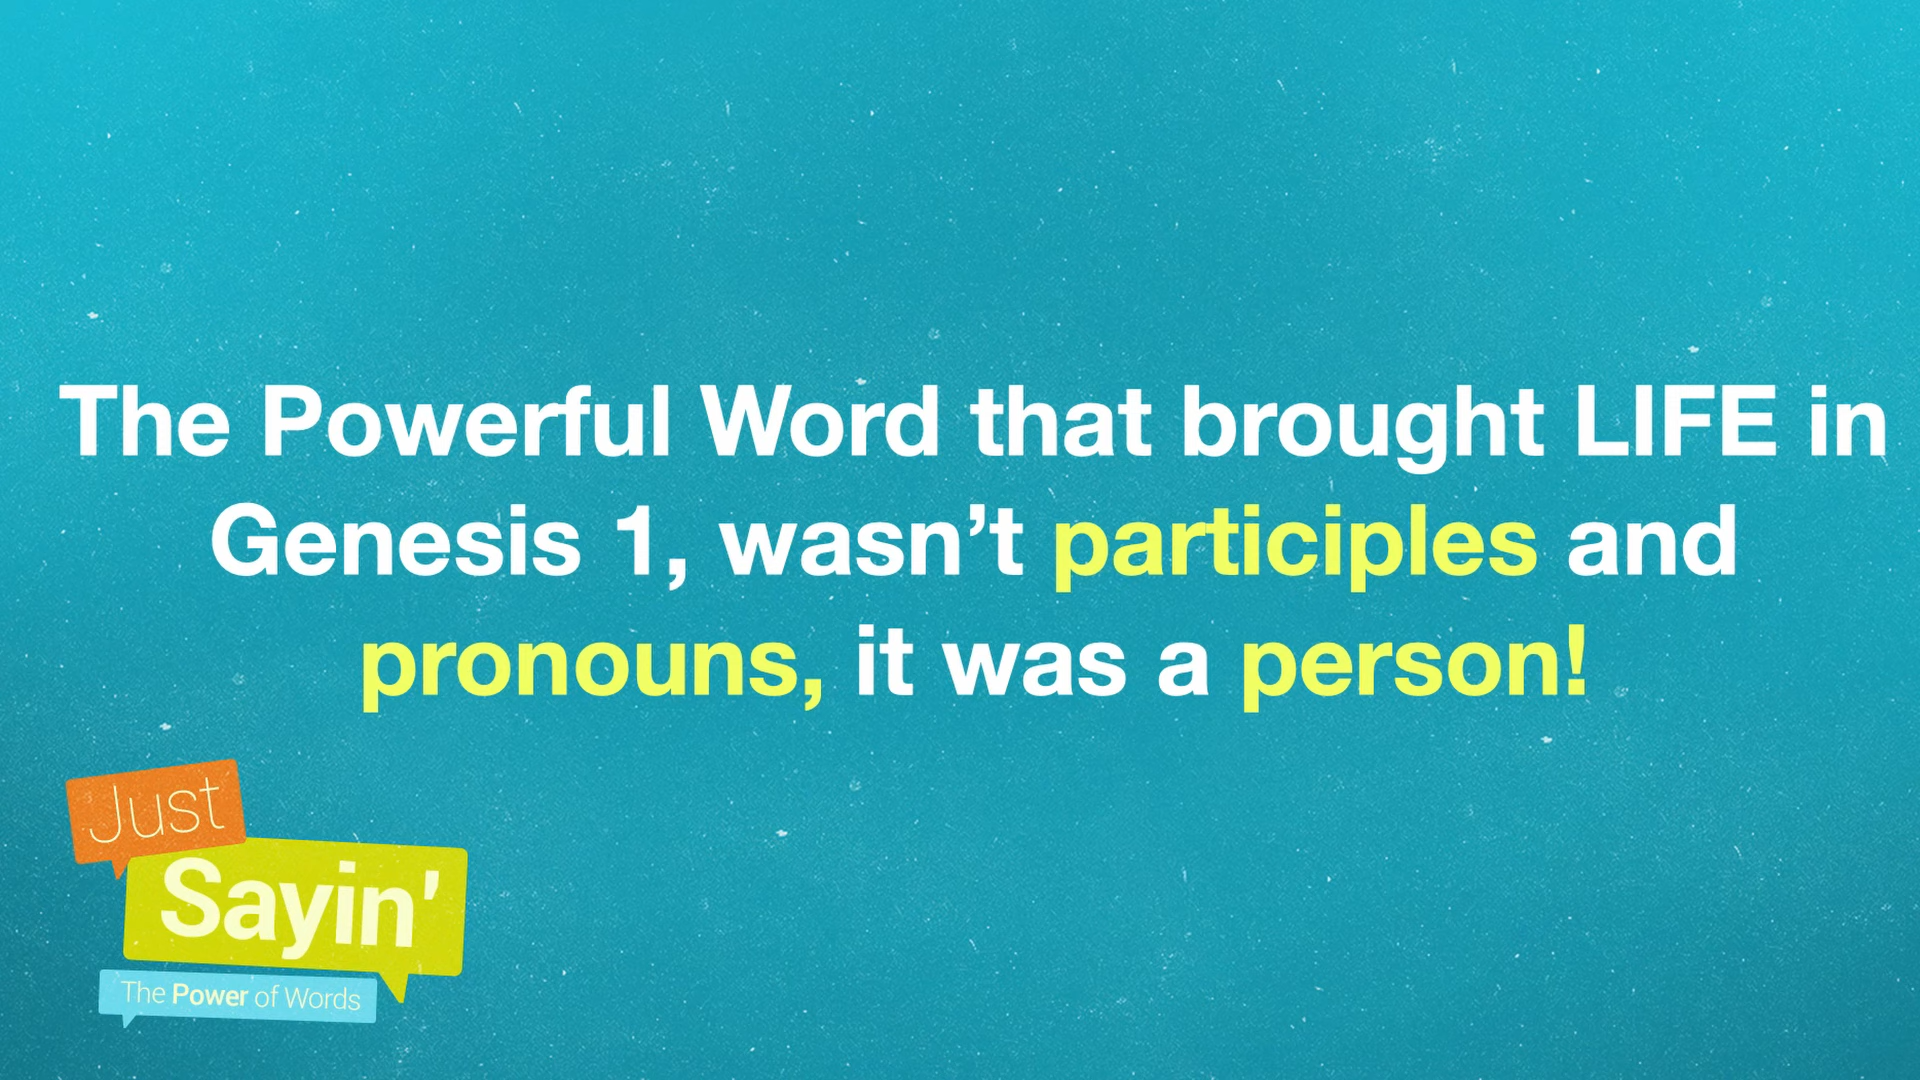 The Powerful Word that brought LIFE in
Genesis 1, wasn’t participles and
pronouns, it was a person!
Just
Sayin'
The Power of Words